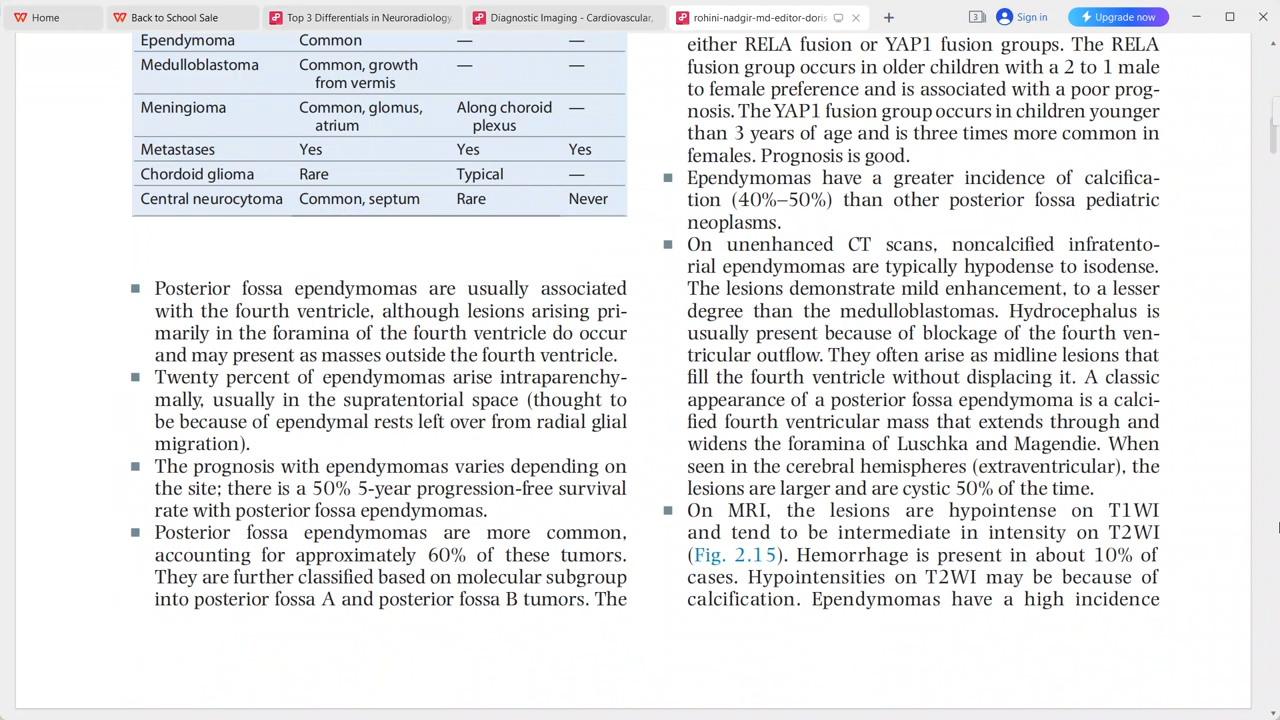 Home
Back to School Sale
Top 3 Differentials in Neuroradiology
Diagnostic Imaging - Cardiovascular,
rohini-nadgir-md-editor-doris
3
Sign in
Upgrade now
Ependymoma Common — —
Medulloblastoma Common, growth from vermis — —
Meningioma Common, glomus, atrium Along choroid plexus —
Metastases Yes Yes Yes
Chordoid glioma Rare Typical —
Central neurocytoma Common, septum Rare Never
Posterior fossa ependymomas are usually associated
with the fourth ventricle, although lesions arising pri-
marily in the foramina of the fourth ventricle do occur
and may present as masses outside the fourth ventricle.
Twenty percent of ependymomas arise intraparenchy-
mally, usually in the supratentorial space (thought to
be because of ependymal rests left over from radial glial
migration).
The prognosis with ependymomas varies depending on
the site; there is a 50% 5-year progression-free survival
rate with posterior fossa ependymomas.
Posterior fossa ependymomas are more common,
accounting for approximately 60% of these tumors.
They are further classified based on molecular subgroup
into posterior fossa A and posterior fossa B tumors. The
either RELA fusion or YAP1 fusion groups. The RELA
fusion group occurs in older children with a 2 to 1 male
to female preference and is associated with a poor prog-
nosis. The YAP1 fusion group occurs in children younger
than 3 years of age and is three times more common in
females. Prognosis is good.
Ependymomas have a greater incidence of calcifica-
tion (40%–50%) than other posterior fossa pediatric
neoplasms.
On unenhanced CT scans, noncalcified infratento-
rial ependymomas are typically hypodense to isodense.
The lesions demonstrate mild enhancement, to a lesser
degree than the medulloblastomas. Hydrocephalus is
usually present because of blockage of the fourth ven-
tricular outflow. They often arise as midline lesions that
fill the fourth ventricle without displacing it. A classic
appearance of a posterior fossa ependymoma is a calci-
fied fourth ventricular mass that extends through and
widens the foramina of Luschka and Magendie. When
seen in the cerebral hemispheres (extraventricular), the
lesions are larger and are cystic 50% of the time.
On MRI, the lesions are hypointense on T1WI
and tend to be intermediate in intensity on T2WI
(Fig. 2.15). Hemorrhage is present in about 10% of
cases. Hypointensities on T2WI may be because of
calcification. Ependymomas have a high incidence